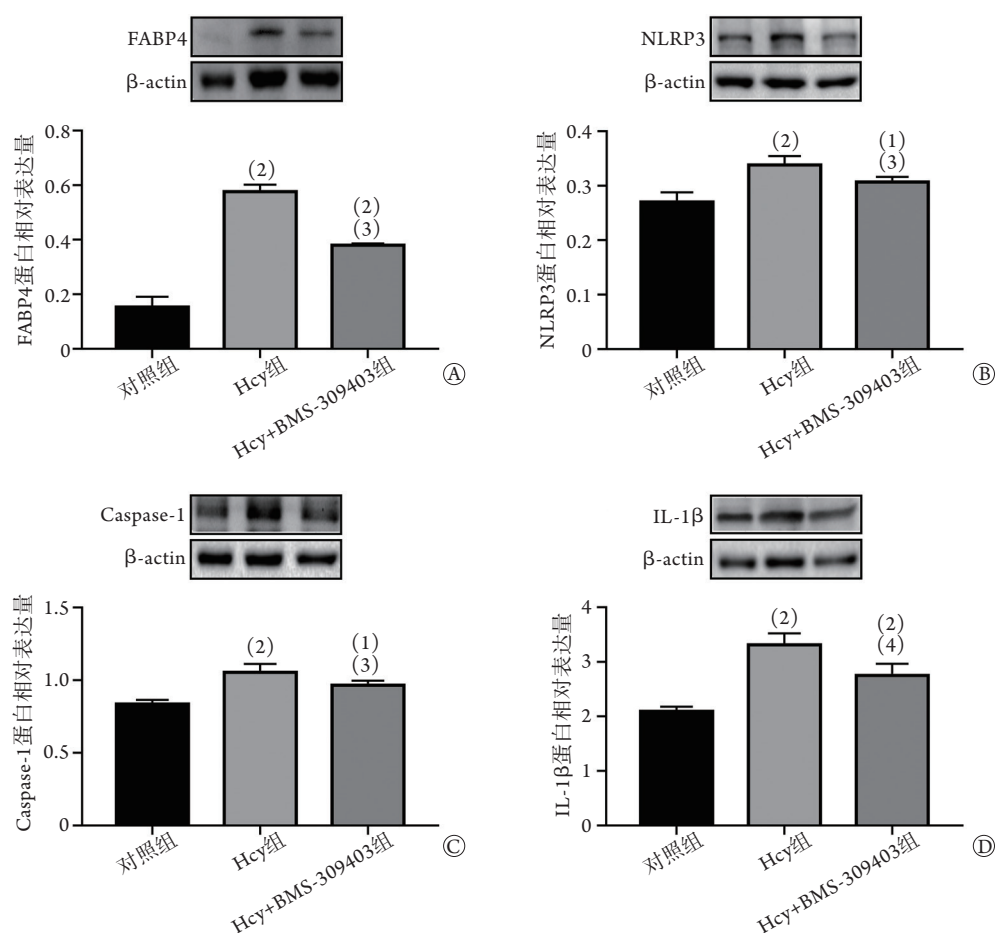 FABP4
β-actin
FABP4蛋白相对表达量
0.8
0.6
0.4
0.2
0
(2)
(2)
(3)
对照组
Hcy组
Hcy+BMS-309403组
Ⓐ
NLRP3
β-actin
NLRP3蛋白相对表达量
0.4
0.3
0.2
0.1
0
(2)
(1)
(3)
对照组
Hcy组
Hcy+BMS-309403组
Ⓑ
Caspase-1
β-actin
Caspase-1蛋白相对表达量
1.5
1.0
0.5
0
(2)
(1)
(3)
对照组
Hcy组
Hcy+BMS-309403组
Ⓒ
IL-1β
β-actin
IL-1β蛋白相对表达量
4
3
2
1
0
(2)
(2)
(4)
对照组
Hcy组
Hcy+BMS-309403组
Ⓓ